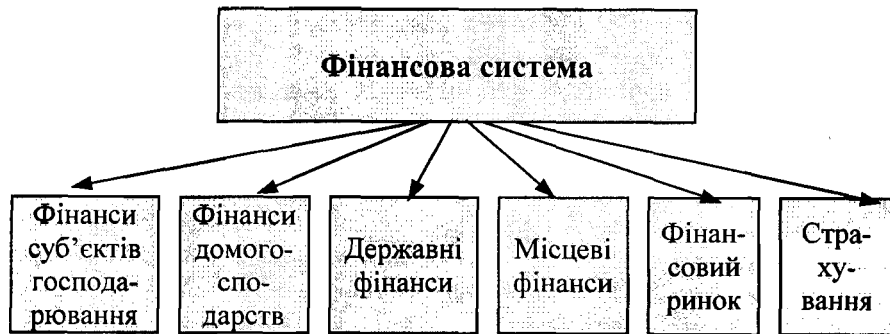 Фінансова система
Фінанси
суб’єктів
господа-
рювання
Фінанси
домого-
спо-
дарств
Державні
фінанси
Місцеві
фінанси
Фінан-
совий
ринок
Стра-
ху-
вання